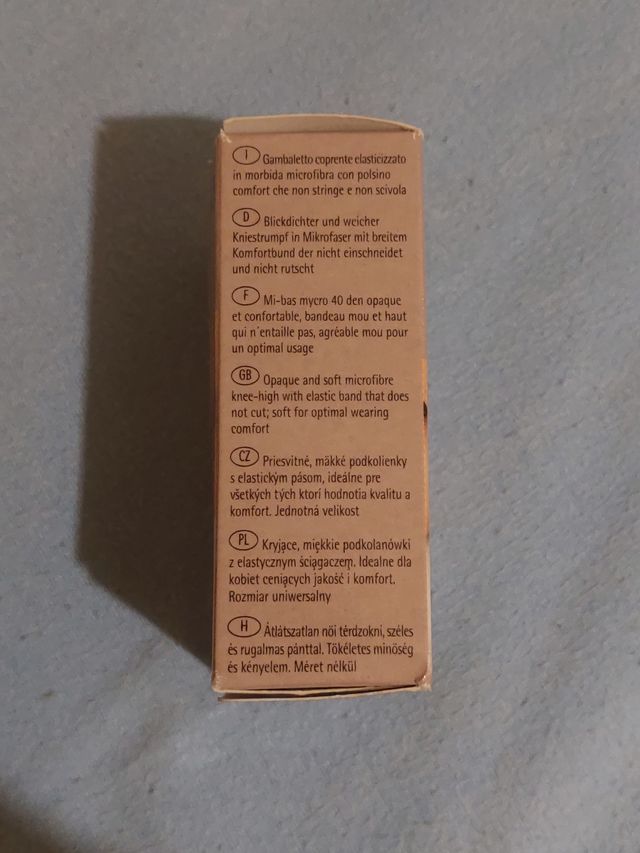 I Gambaletto coprente elasticizzato
in morbida microfibra con polsino
comfort che non stringe e non scivola
D Blickdichter und weicher
Kniestrumpf in Mikrofaser mit breitem
Komfortbund der nicht einschneidet
und nicht rutscht
F Mi-bas mycro 40 den opaque
et confortable, bandeau mou et haut
qui n´entaille pas, agréable mou pour
un optimal usage
GB Opaque and soft microfibre
knee-high with elastic band that does
not cut; soft for optimal wearing
comfort
CZ Priesvitné, mäkké podkolienky
s elastickým pásom, ideálne pre
všetkých tých ktorí hodnotia kvalitu a
komfort. Jednotná velikost
PL Kryjące, miękkie podkolanówki
z elastycznym ściągaczem. Idealne dla
kobiet ceniących jakość i komfort.
Rozmiar uniwersalny
H Átlátszatlan női térdzokni, széles
és rugalmas pánttal. Tökéletes minőség
és kényelem. Méret nélkül